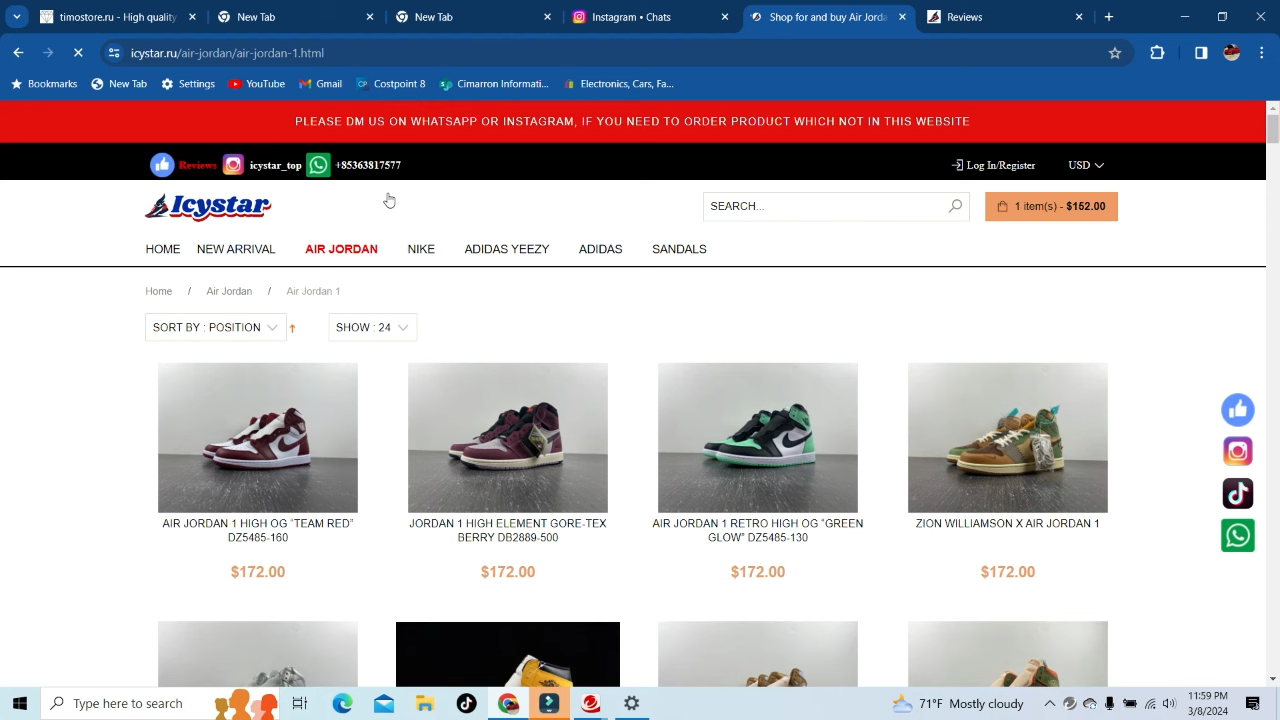 timostore.ru - High quality
New Tab
New Tab
Instagram • Chats
Shop for and buy Air Jorda
Reviews
icystar.ru/air-jordan/air-jordan-1.html
Bookmarks
New Tab
Settings
YouTube
Gmail
Costpoint 8
Cimarron Informati...
Electronics, Cars, Fa...
PLEASE DM US ON WHATSAPP OR INSTAGRAM, IF YOU NEED TO ORDER PRODUCT WHICH NOT IN THIS WEBSITE
Reviews icystar_top +85363817577
Log In/Register
USD
Icystar
SEARCH...
1 item(s) - $152.00
HOME NEW ARRIVAL AIR JORDAN NIKE ADIDAS YEEZY ADIDAS SANDALS
Home / Air Jordan / Air Jordan 1
SORT BY : POSITION
SHOW : 24
AIR JORDAN 1 HIGH OG “TEAM RED”
DZ5485-160
$172.00
JORDAN 1 HIGH ELEMENT GORE-TEX
BERRY DB2889-500
$172.00
AIR JORDAN 1 RETRO HIGH OG “GREEN
GLOW” DZ5485-130
$172.00
ZION WILLIAMSON X AIR JORDAN 1
$172.00
Type here to search
71°F Mostly cloudy
11:59 PM
3/8/2024